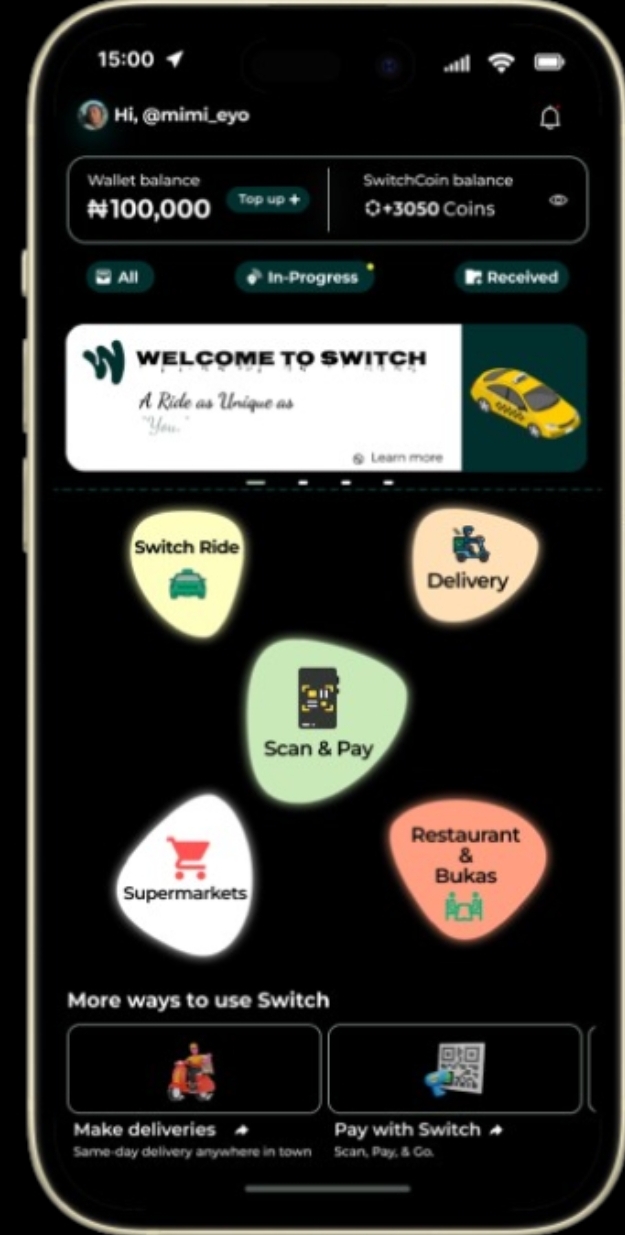 15:00
Hi, @mimi_eyo
Wallet balance
₦100,000
Top up +
SwitchCoin balance
+3050 Coins
All
In-Progress
Received
W WELCOME TO SWITCH
A Ride as Unique as
"You."
Learn more
Switch Ride
Delivery
Scan & Pay
Supermarkets
Restaurant
&
Bukas
More ways to use Switch
Make deliveries
Same-day delivery anywhere in town
Pay with Switch
Scan, Pay, & Go.